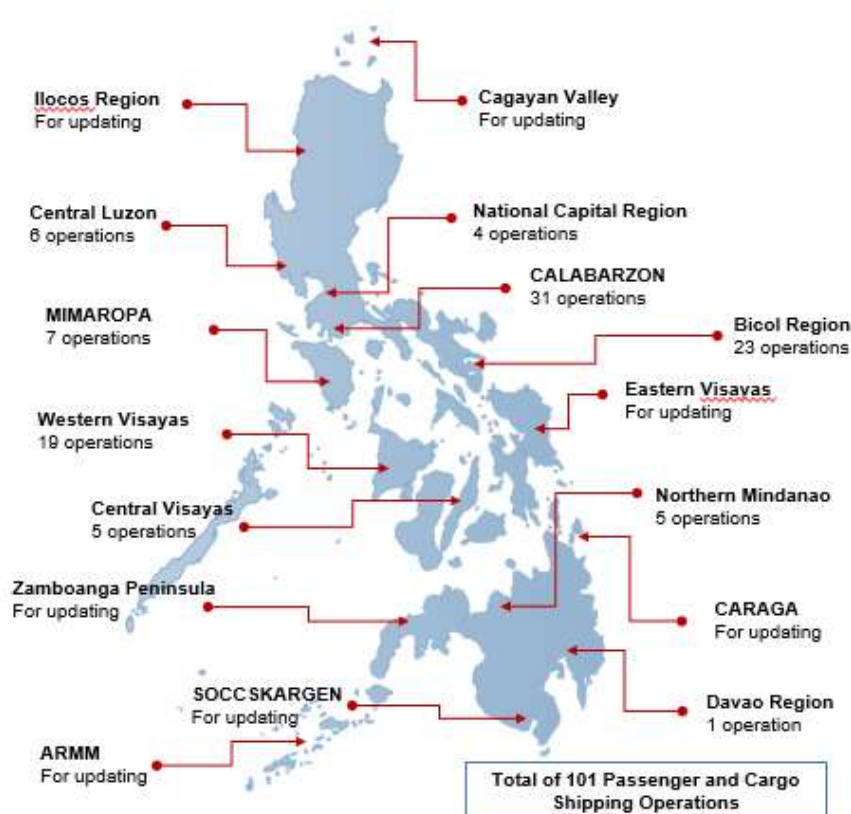 Ilocos Region
For updating
Cagayan Valley
For updating
Central Luzon
6 operations
National Capital Region
4 operations
CALABARZON
31 operations
MIMAROPA
7 operations
Bicol Region
23 operations
Eastern Visayas
For updating
Western Visayas
19 operations
Northern Mindanao
5 operations
Central Visayas
5 operations
Zamboanga Peninsula
For updating
CARAGA
For updating
SOCCSKARGEN
For updating
Davao Region
1 operation
ARMM
For updating
Total of 101 Passenger and Cargo
Shipping Operations